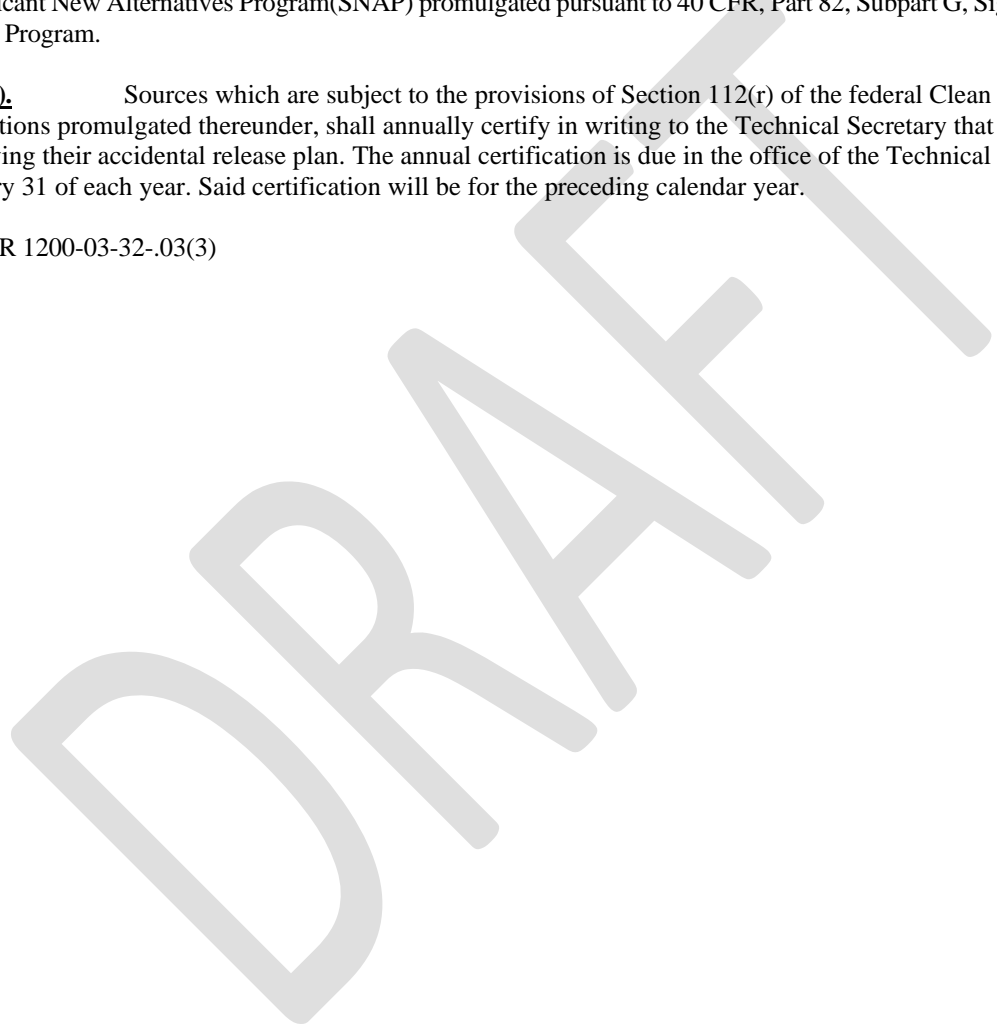 icant New Alternatives Program(SNAP) promulgated pursuant to 40 CFR, Part 82, Subpart G, Si
Program.
). Sources which are subject to the provisions of Section 112(r) of the federal Clean
tions promulgated thereunder, shall annually certify in writing to the Technical Secretary that
ing their accidental release plan. The annual certification is due in the office of the Technical
ry 31 of each year. Said certification will be for the preceding calendar year.
R 1200-03-32-.03(3)
DRAFT